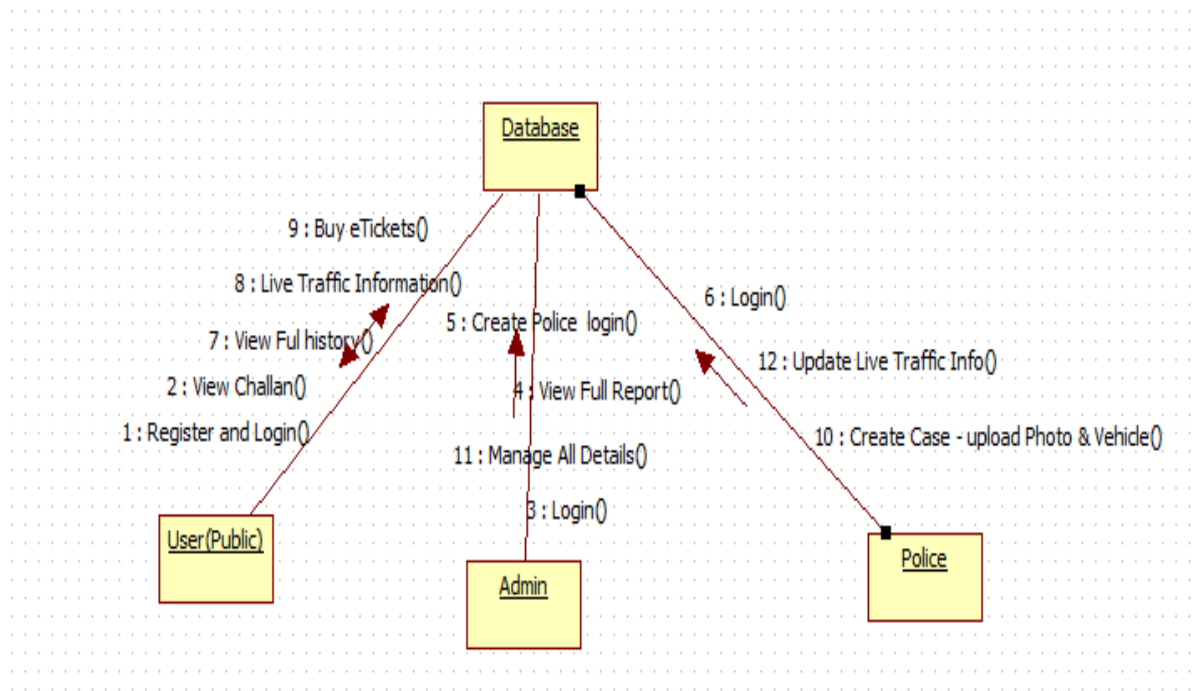 Database
9 : Buy eTickets()
8 : Live Traffic Information()
7 : View Ful history()
2 : View Challan()
1 : Register and Login()
5 : Create Police login()
4 : View Full Report()
11 : Manage All Details()
3 : Login()
6 : Login()
12 : Update Live Traffic Info()
10 : Create Case - upload Photo & Vehicle()
User(Public)
Admin
Police